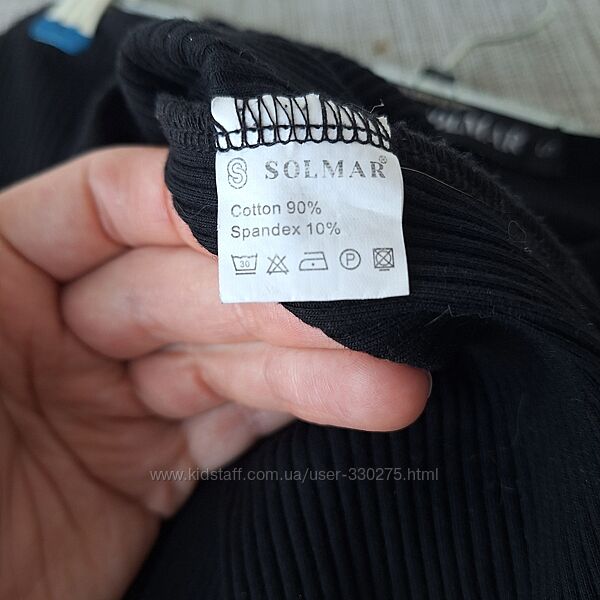 SOLMAR®
Cotton 90%
Spandex 10%
30
P
www.kidstaff.com.ua/user-330275.html